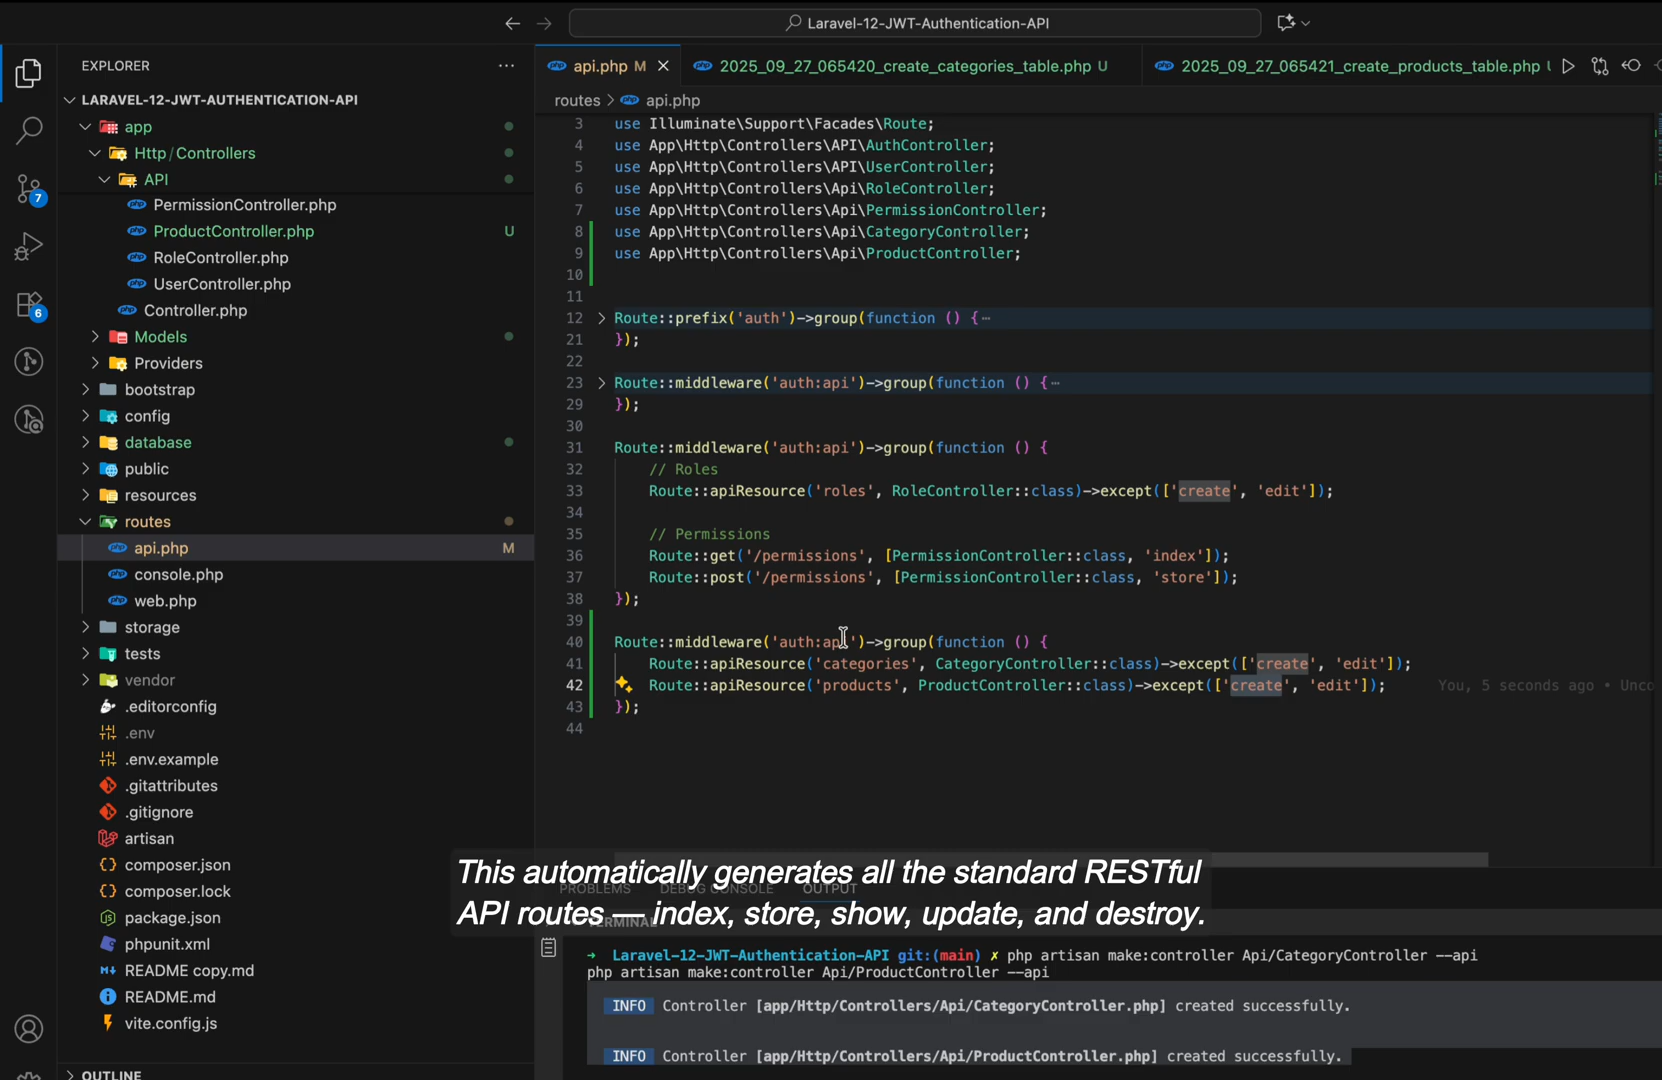 Laravel-12-JWT-Authentication-API
EXPLORER
LARAVEL-12-JWT-AUTHENTICATION-API
app
Http/Controllers
API
PermissionController.php
ProductController.php U
RoleController.php
UserController.php
Controller.php
Models
Providers
bootstrap
config
database
public
resources
routes
api.php M
console.php
web.php
storage
tests
vendor
.editorconfig
.env
.env.example
.gitattributes
.gitignore
artisan
composer.json
composer.lock
package.json
phpunit.xml
README copy.md
README.md
vite.config.js
OUTLINE
7
6
api.php M
2025_09_27_065420_create_categories_table.php U
2025_09_27_065421_create_products_table.php
routes > api.php
3 use Illuminate\Support\Facades\Route;
4 use App\Http\Controllers\API\AuthController;
5 use App\Http\Controllers\API\UserController;
6 use App\Http\Controllers\Api\RoleController;
7 use App\Http\Controllers\Api\PermissionController;
8 use App\Http\Controllers\Api\CategoryController;
9 use App\Http\Controllers\Api\ProductController;
10
11
12 Route::prefix('auth')->group(function () {…
21 });
22
23 Route::middleware('auth:api')->group(function () {…
29 });
30
31 Route::middleware('auth:api')->group(function () {
32 // Roles
33 Route::apiResource('roles', RoleController::class)->except(['create', 'edit']);
34
35 // Permissions
36 Route::get('/permissions', [PermissionController::class, 'index']);
37 Route::post('/permissions', [PermissionController::class, 'store']);
38 });
39
40 Route::middleware('auth:api')->group(function () {
41 Route::apiResource('categories', CategoryController::class)->except(['create', 'edit']);
42 Route::apiResource('products', ProductController::class)->except(['create', 'edit']); You, 5 seconds ago • Unco
43 });
44
This automatically generates all the standard RESTful
API routes — index, store, show, update, and destroy.
PROBLEMS DEBUG CONSOLE OUTPUT
TERMINAL
→ Laravel-12-JWT-Authentication-API git:(main) ✗ php artisan make:controller Api/CategoryController --api
php artisan make:controller Api/ProductController --api
INFO Controller [app/Http/Controllers/Api/CategoryController.php] created successfully.
INFO Controller [app/Http/Controllers/Api/ProductController.php] created successfully.